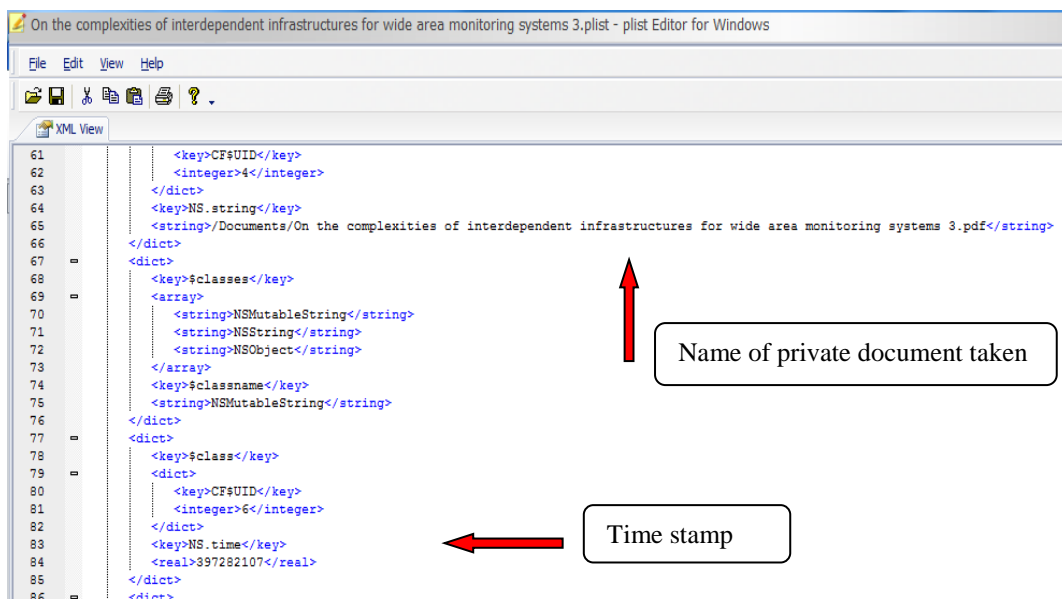 On the complexities of interdependent infrastructures for wide area monitoring systems 3.plist - plist Editor for Windows
File Edit View Help
XML View
61 <key>CF$UID</key>
62 <integer>4</integer>
63 </dict>
64 <key>NS.string</key>
65 <string>/Documents/On the complexities of interdependent infrastructures for wide area monitoring systems 3.pdf</string>
66 </dict>
67 <dict>
68 <key>$classes</key>
69 <array>
70 <string>NSMutableString</string>
71 <string>NSString</string>
72 <string>NSObject</string>
73 </array>
74 <key>$classname</key>
75 <string>NSMutableString</string>
76 </dict>
77 <dict>
78 <key>$class</key>
79 <dict>
80 <key>CF$UID</key>
81 <integer>6</integer>
82 </dict>
83 <key>NS.time</key>
84 <real>397282107</real>
85 </dict>
86 <dict>
Name of private document taken
Time stamp